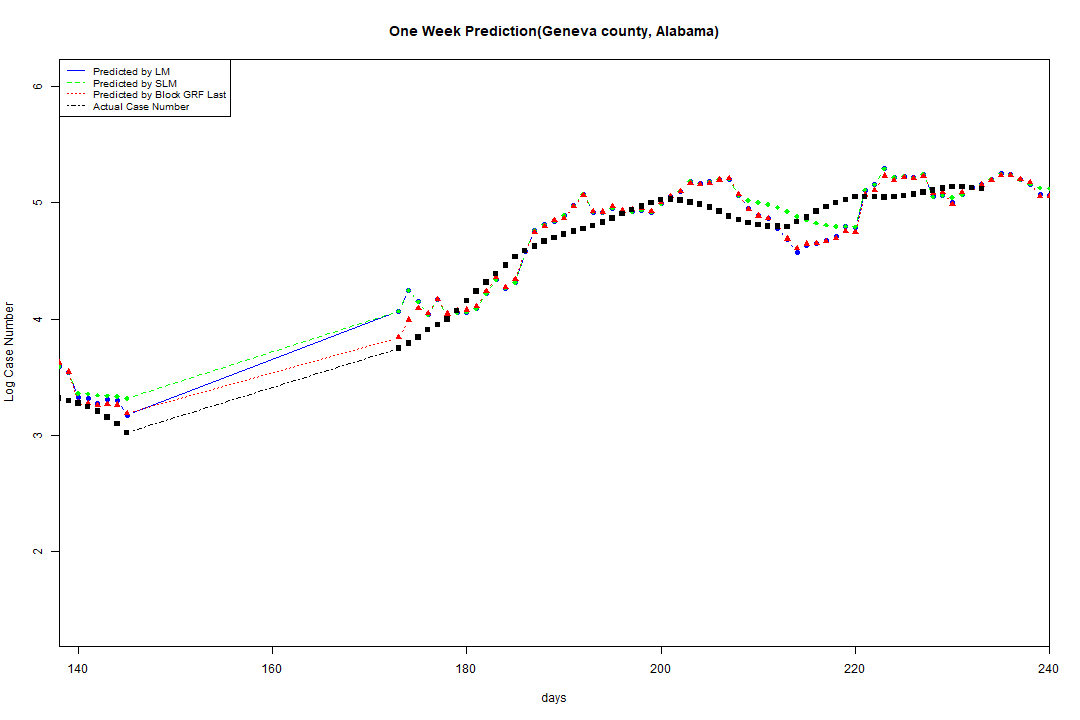 One Week Prediction(Geneva county, Alabama)
Predicted by LM
Predicted by SLM
Predicted by Block GRF Last
Actual Case Number
6
5
4
3
2
Log Case Number
140 160 180 200 220 240
days